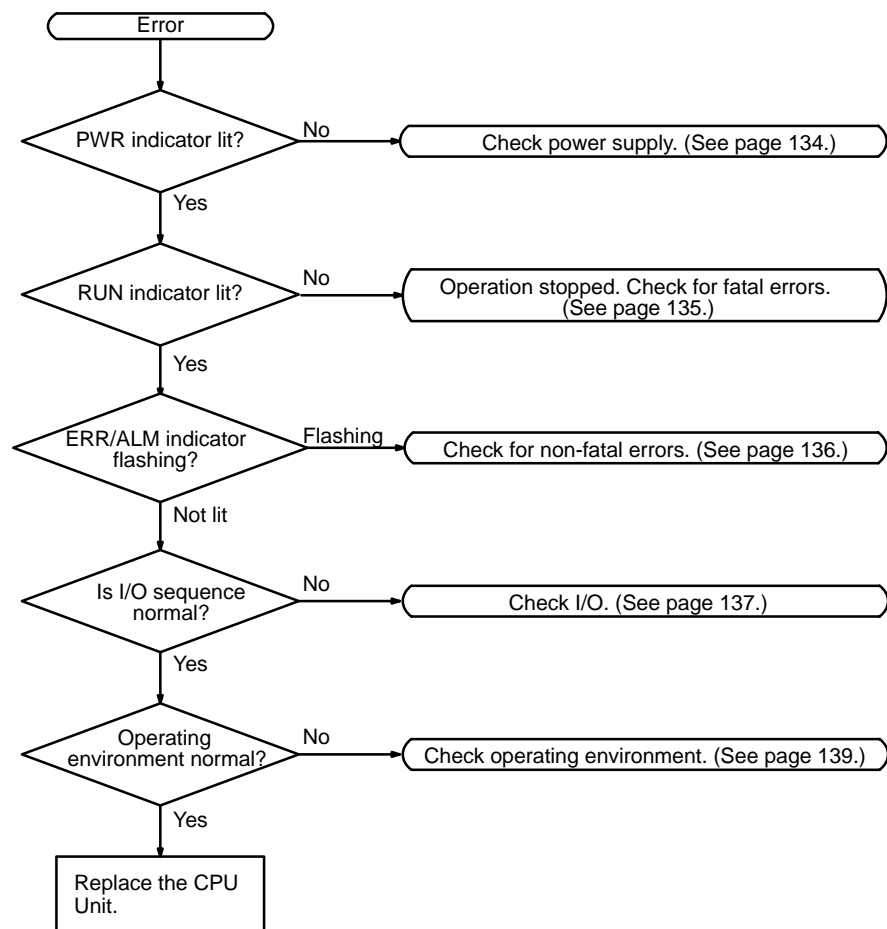 Error
PWR indicator lit?
No
Check power supply. (See page 134.)
Yes
RUN indicator lit?
No
Operation stopped. Check for fatal errors.
(See page 135.)
Yes
ERR/ALM indicator
flashing?
Flashing
Check for non-fatal errors. (See page 136.)
Not lit
Is I/O sequence
normal?
No
Check I/O. (See page 137.)
Yes
Operating
environment normal?
No
Check operating environment. (See page 139.)
Yes
Replace the CPU
Unit.